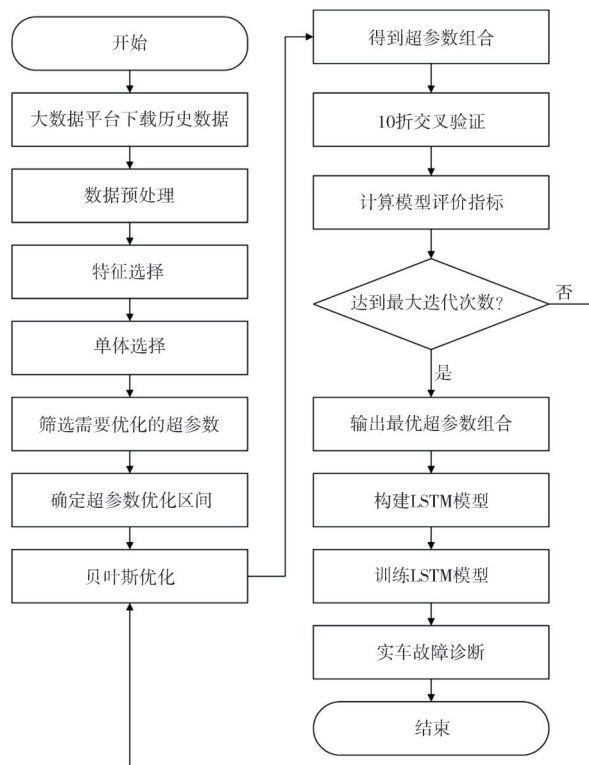 开始
大数据平台下载历史数据
数据预处理
特征选择
单体选择
筛选需要优化的超参数
确定超参数优化区间
贝叶斯优化
得到超参数组合
10折交叉验证
计算模型评价指标
达到最大迭代次数?
否
是
输出最优超参数组合
构建LSTM模型
训练LSTM模型
实车故障诊断
结束